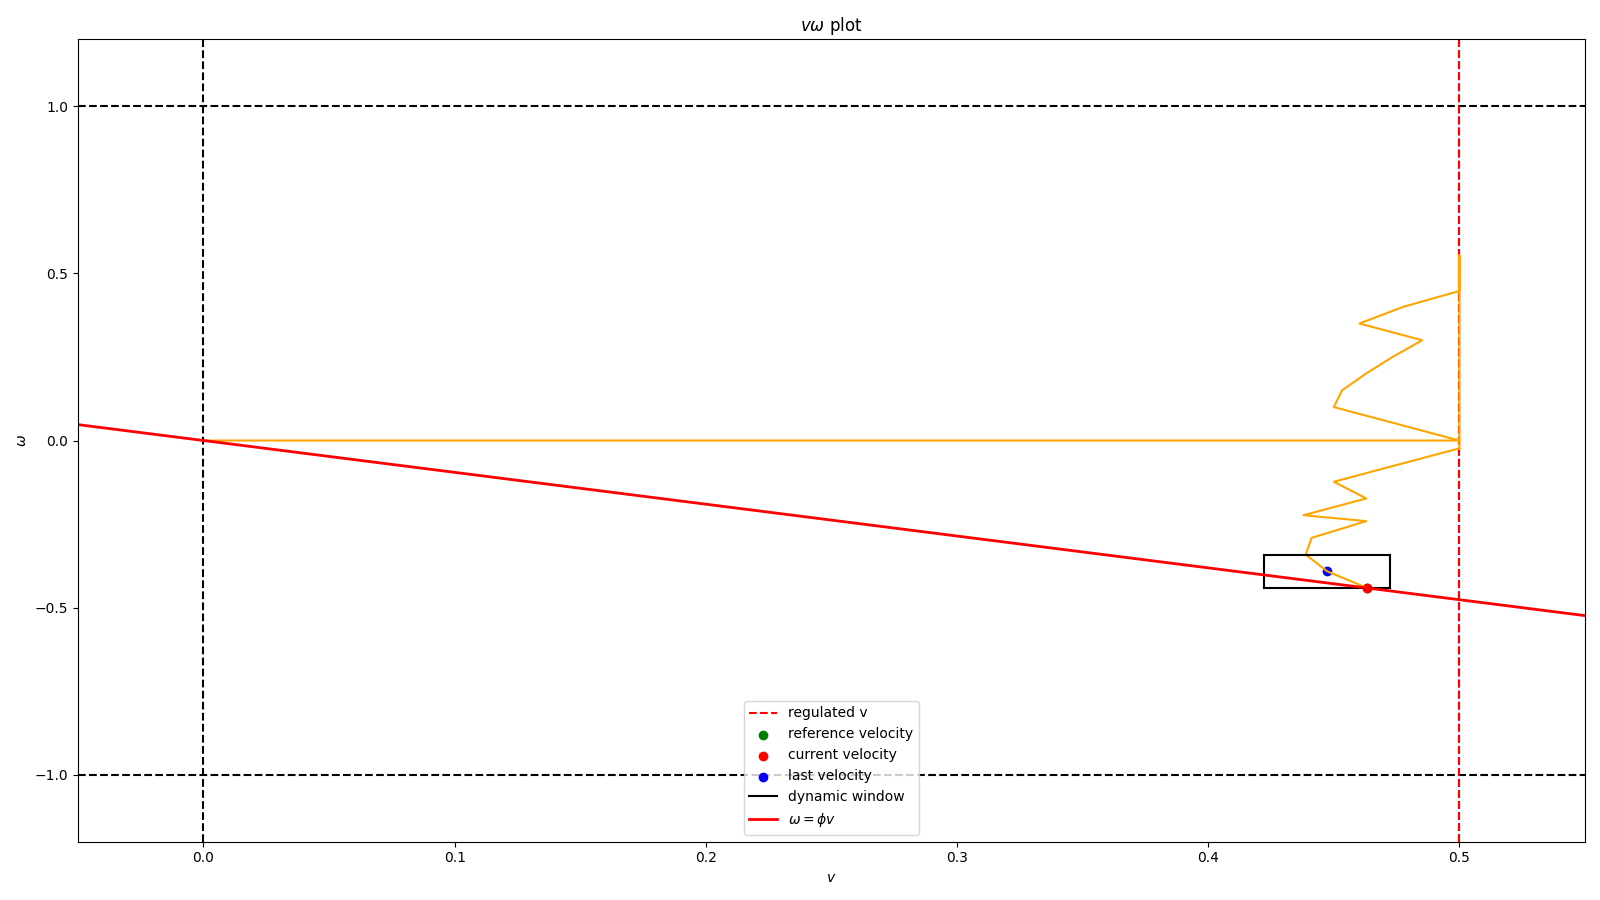 vω plot
1.0
0.5
0.0
−0.5
−1.0
ω
regulated v
reference velocity
current velocity
last velocity
dynamic window
ω = ϕv
0.0 0.1 0.2 0.3 0.4 0.5
v